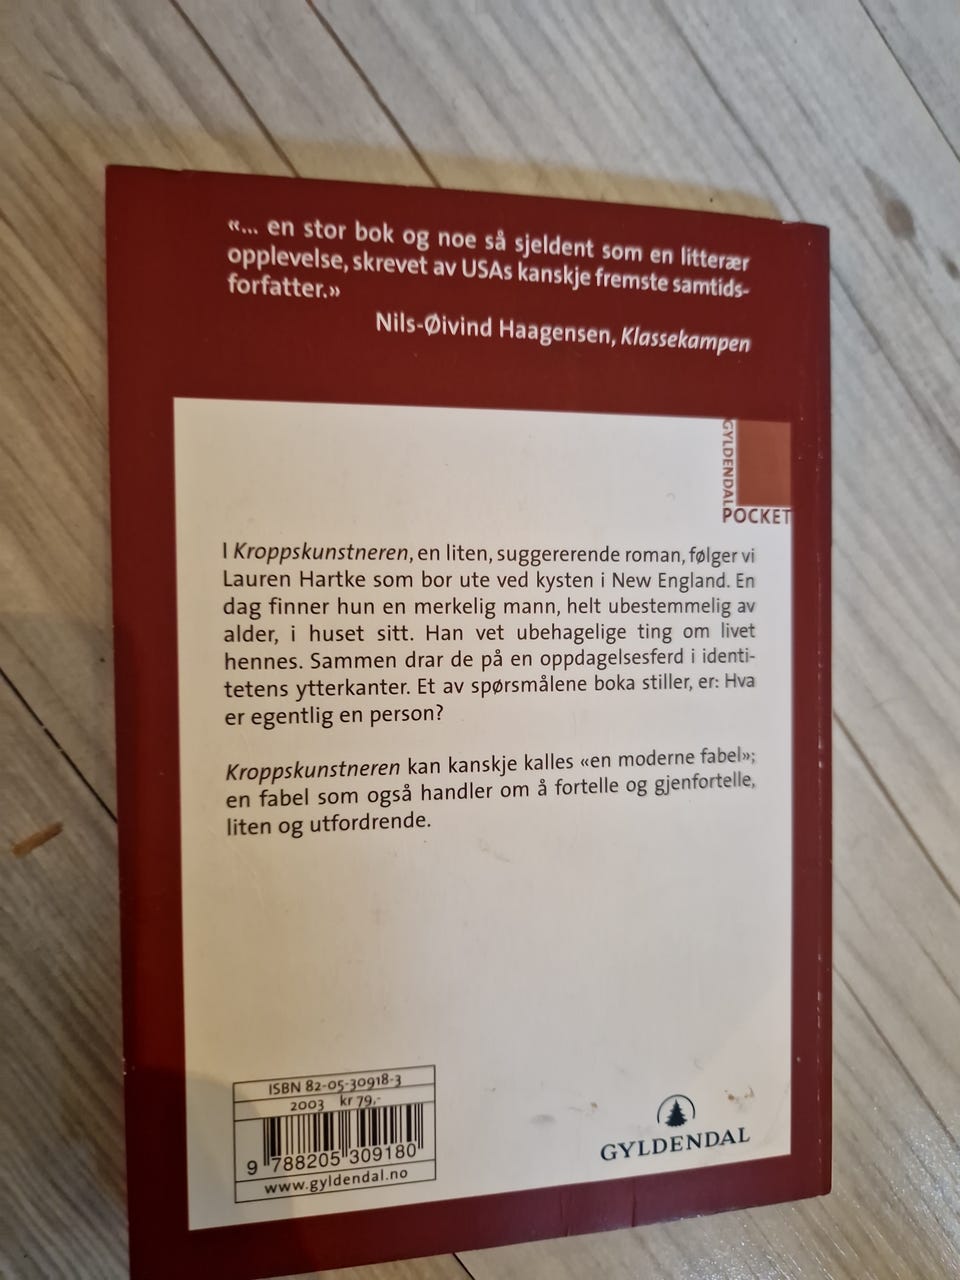 «... en stor bok og noe så sjeldent som en litterær
opplevelse, skrevet av USAs kanskje fremste samtids-
forfatter.»
Nils-Øivind Haagensen, Klassekampen
GYLDENDAL
POCKET
I Kroppskunstneren, en liten, suggererende roman, følger vi
Lauren Hartke som bor ute ved kysten i New England. En
dag finner hun en merkelig mann, helt ubestemmelig av
alder, i huset sitt. Han vet ubehagelige ting om livet
hennes. Sammen drar de på en oppdagelsesferd i identi-
tetens ytterkanter. Et av spørsmålene boka stiller, er: Hva
er egentlig en person?
Kroppskunstneren kan kanskje kalles «en moderne fabel»;
en fabel som også handler om å fortelle og gjenfortelle,
liten og utfordrende.
ISBN 82-05-30918-3
2003 kr 79,-
9 788205 309180
www.gyldendal.no
GYLDENDAL